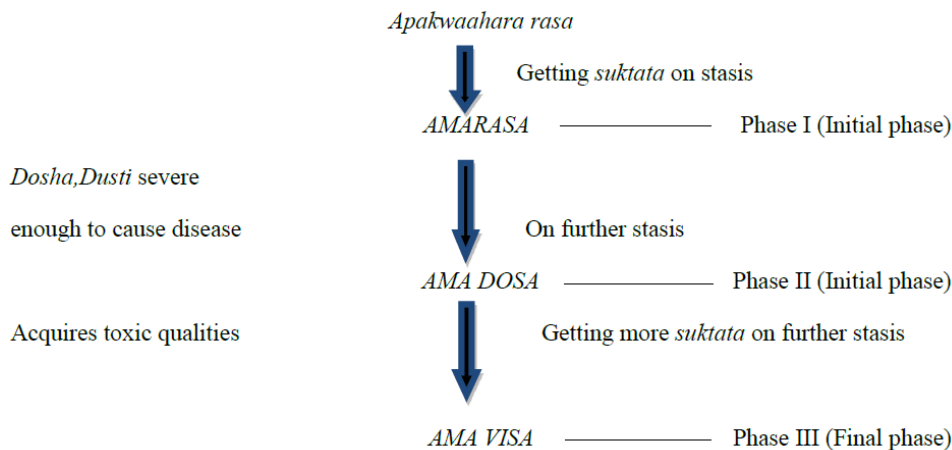 Apakwaahara rasa
Getting suktata on stasis
AMARASA Phase I (Initial phase)
Dosha,Dusti severe
enough to cause disease On further stasis
AMA DOSA Phase II (Initial phase)
Acquires toxic qualities Getting more suktata on further stasis
AMA VISA Phase III (Final phase)